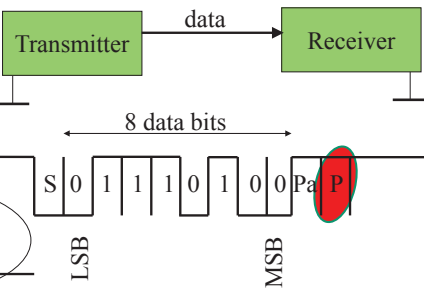 data
Transmitter
Receiver
8 data bits
S 0 1 1 1 0 1 0 0 Pa P
LSB
MSB